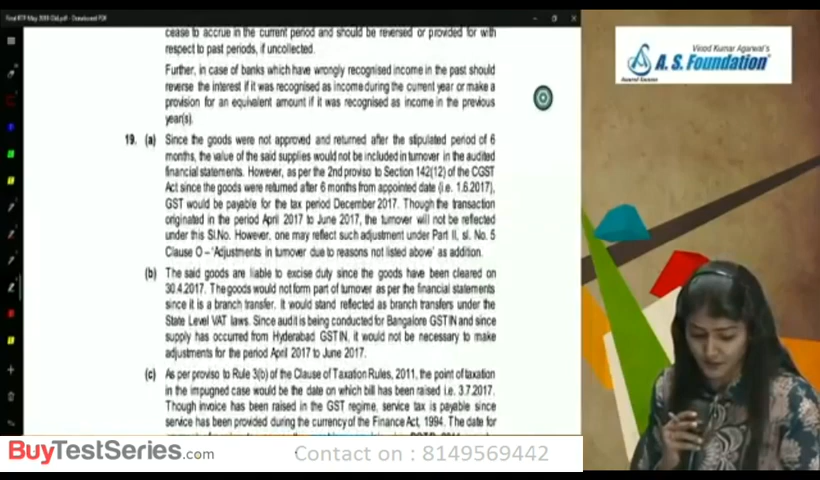 Final RTP May 2019 Old.pdf - Drawboard PDF
cease to accrue in the current period and should be reversed or provided for with
respect to past periods, if uncollected.
Further, in case of banks which have wrongly recognised income in the past should
reverse the interest if it was recognised as income during the current year or make a
provision for an equivalent amount if it was recognised as income in the previous
year(s).
19. (a) Since the goods were not approved and returned after the stipulated period of 6
months, the value of the said supplies would not be included in turnover in the audited
financial statements. However, as per the 2nd proviso to Section 142(12) of the CGST
Act since the goods were returned after 6 months from appointed date (i.e. 1.6.2017),
GST would be payable for the tax period December 2017. Though the transaction
originated in the period April 2017 to June 2017, the turnover will not be reflected
under this Sl.No. However, one may reflect such adjustment under Part II, sl. No. 5
Clause O – 'Adjustments in turnover due to reasons not listed above' as addition.
(b) The said goods are liable to excise duty since the goods have been cleared on
30.4.2017. The goods would not form part of turnover as per the financial statements
since it is a branch transfer. It would stand reflected as branch transfers under the
State Level VAT laws. Since audit is being conducted for Bangalore GSTIN and since
supply has occurred from Hyderabad GSTIN, it would not be necessary to make
adjustments for the period April 2017 to June 2017.
(c) As per proviso to Rule 3(b) of the Clause of Taxation Rules, 2011, the point of taxation
in the impugned case would be the date on which bill has been raised i.e. 3.7.2017.
Though invoice has been raised in the GST regime, service tax is payable since
service has been provided during the currency of the Finance Act, 1994. The date for
Vinod Kumar Agarwal's
A. S. Foundation
BuyTestSeries.com
Contact on : 8149569442